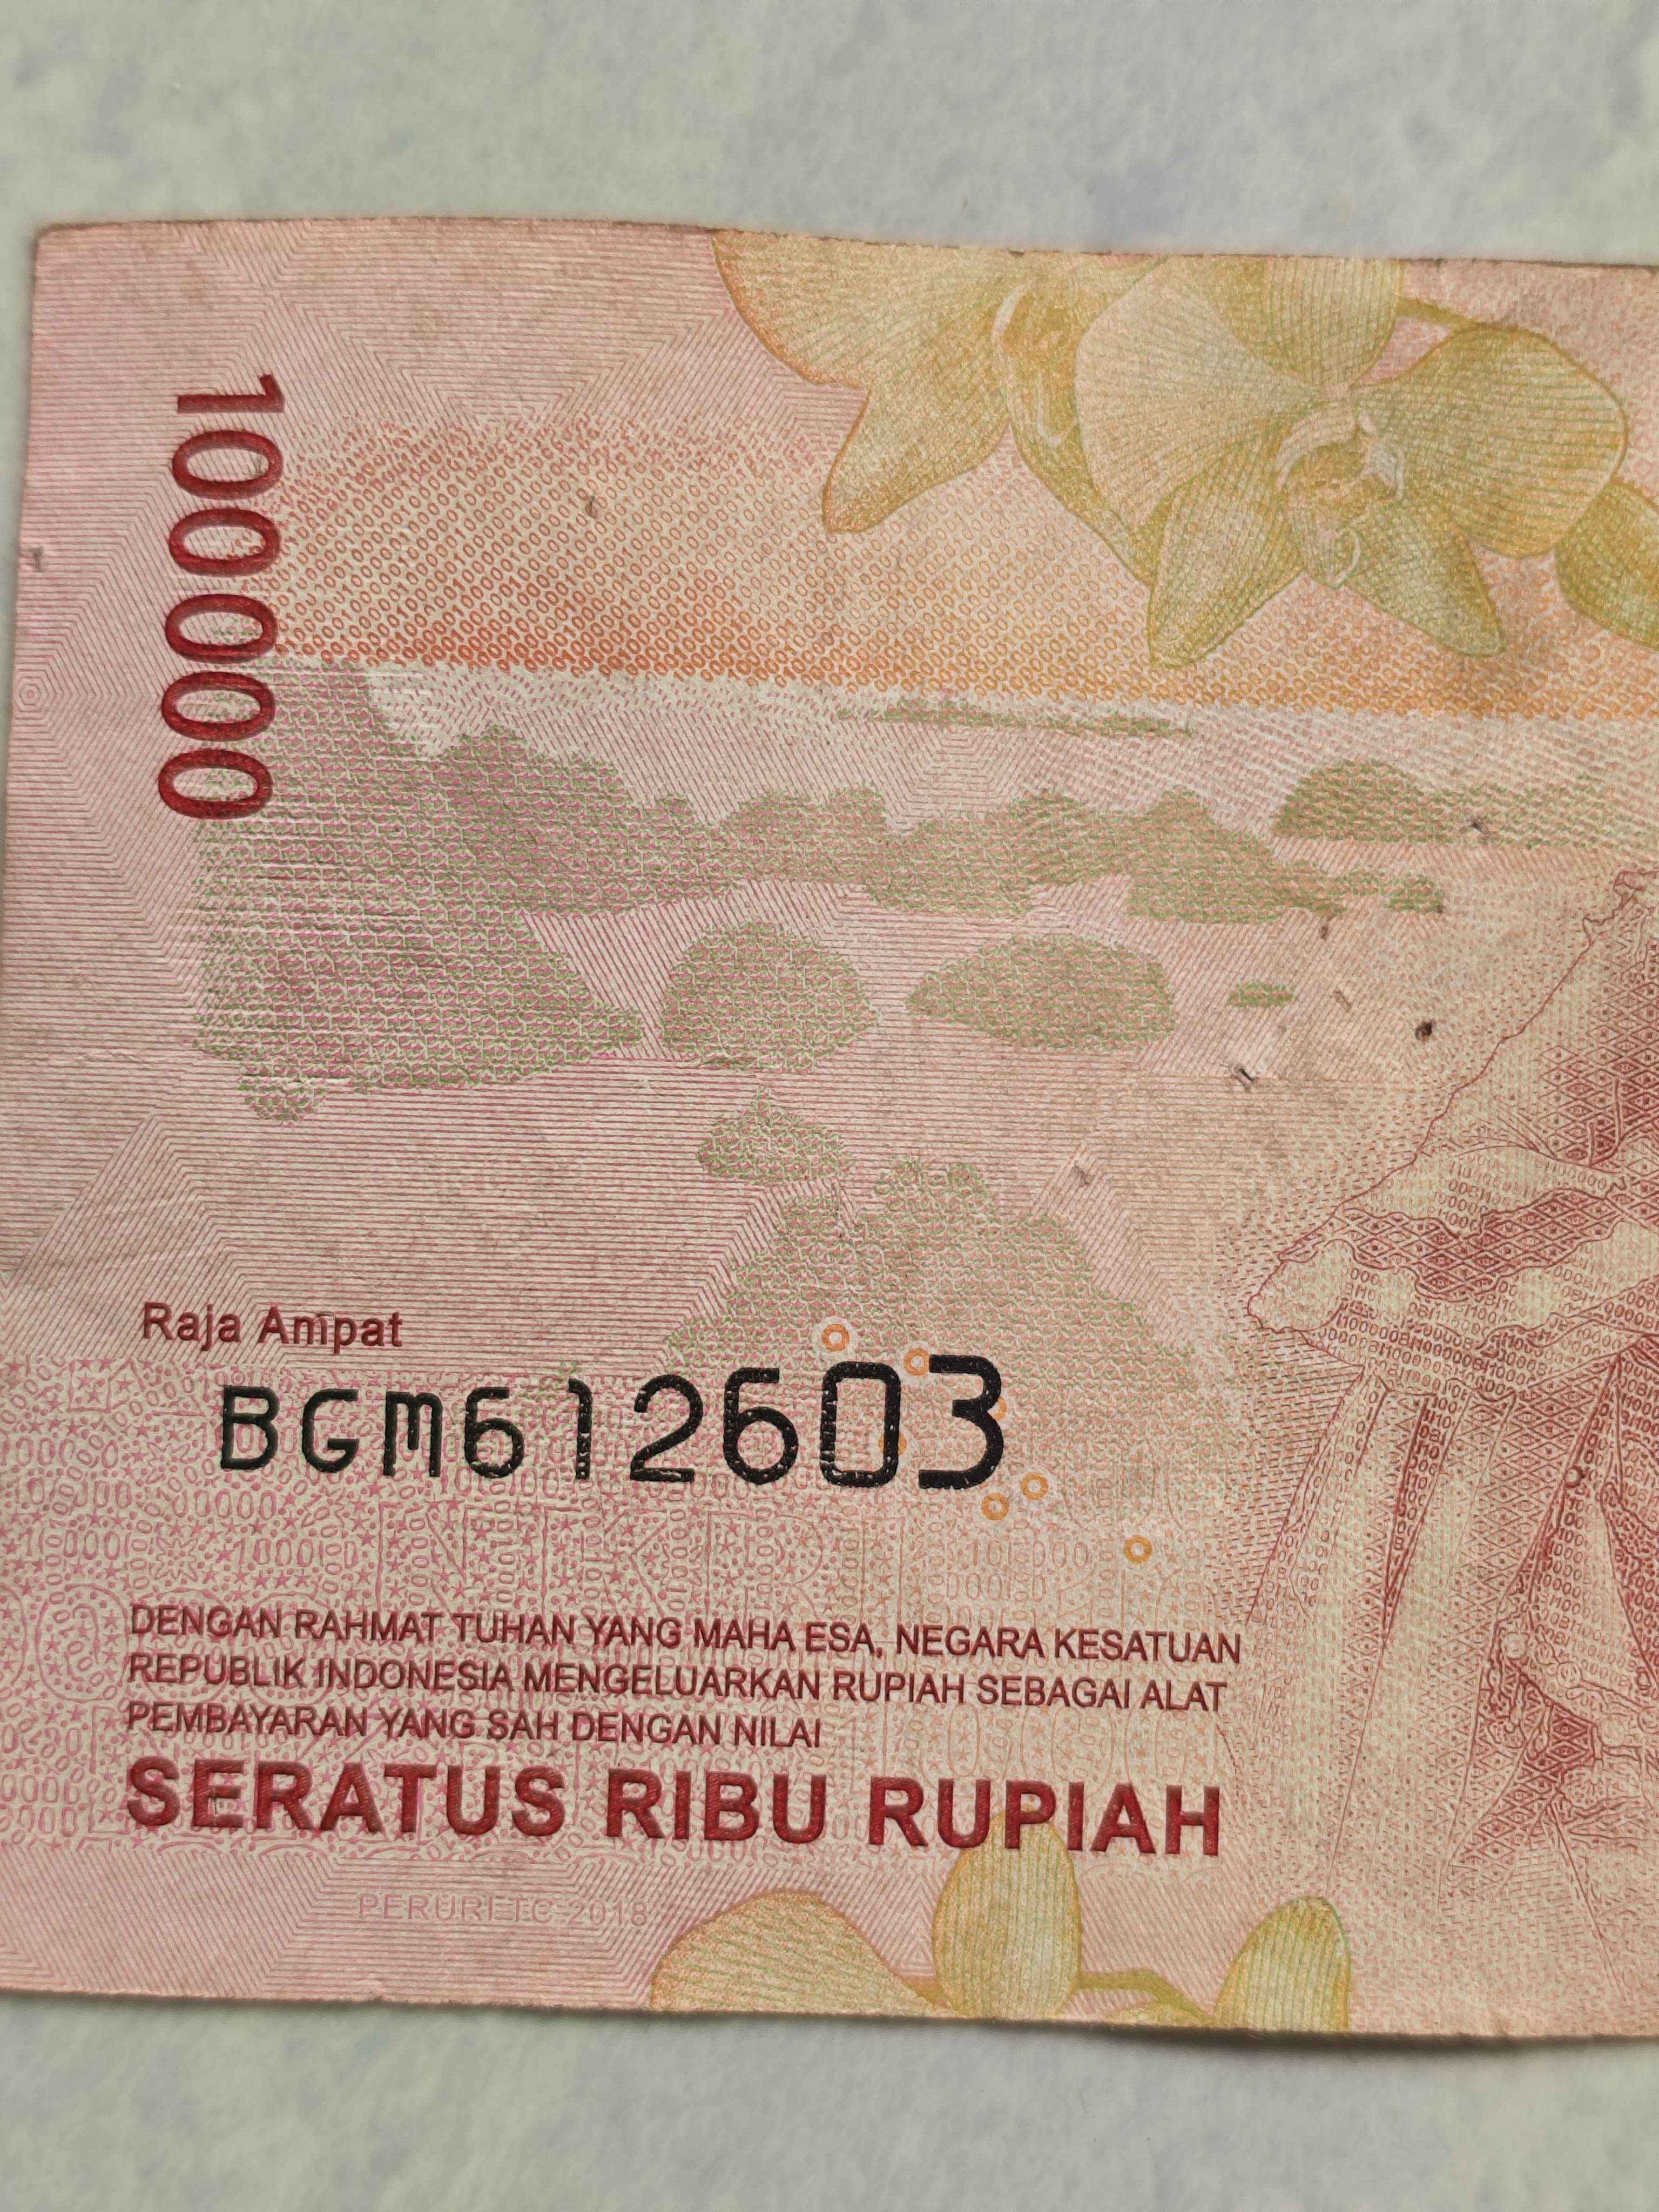 100000
Raja Ampat
BGM612603
DENGAN RAHMAT TUHAN YANG MAHA ESA, NEGARA KESATUAN
REPUBLIK INDONESIA MENGELUARKAN RUPIAH SEBAGAI ALAT
PEMBAYARAN YANG SAH DENGAN NILAI
SERATUS RIBU RUPIAH
PERURI TC 2018